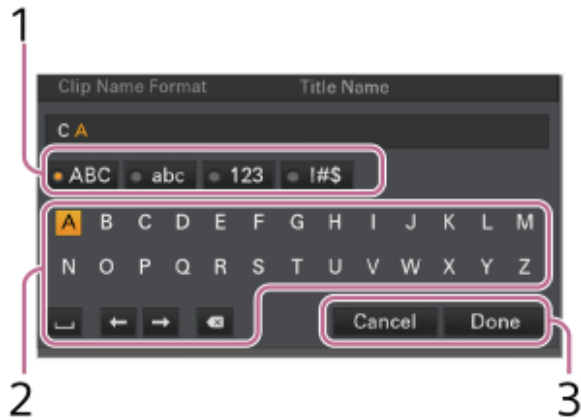 1
Clip Name Format Title Name
C A
ABC abc 123 !#$
A B C D E F G H I J K L M
N O P Q R S T U V W X Y Z
Cancel Done
2 3